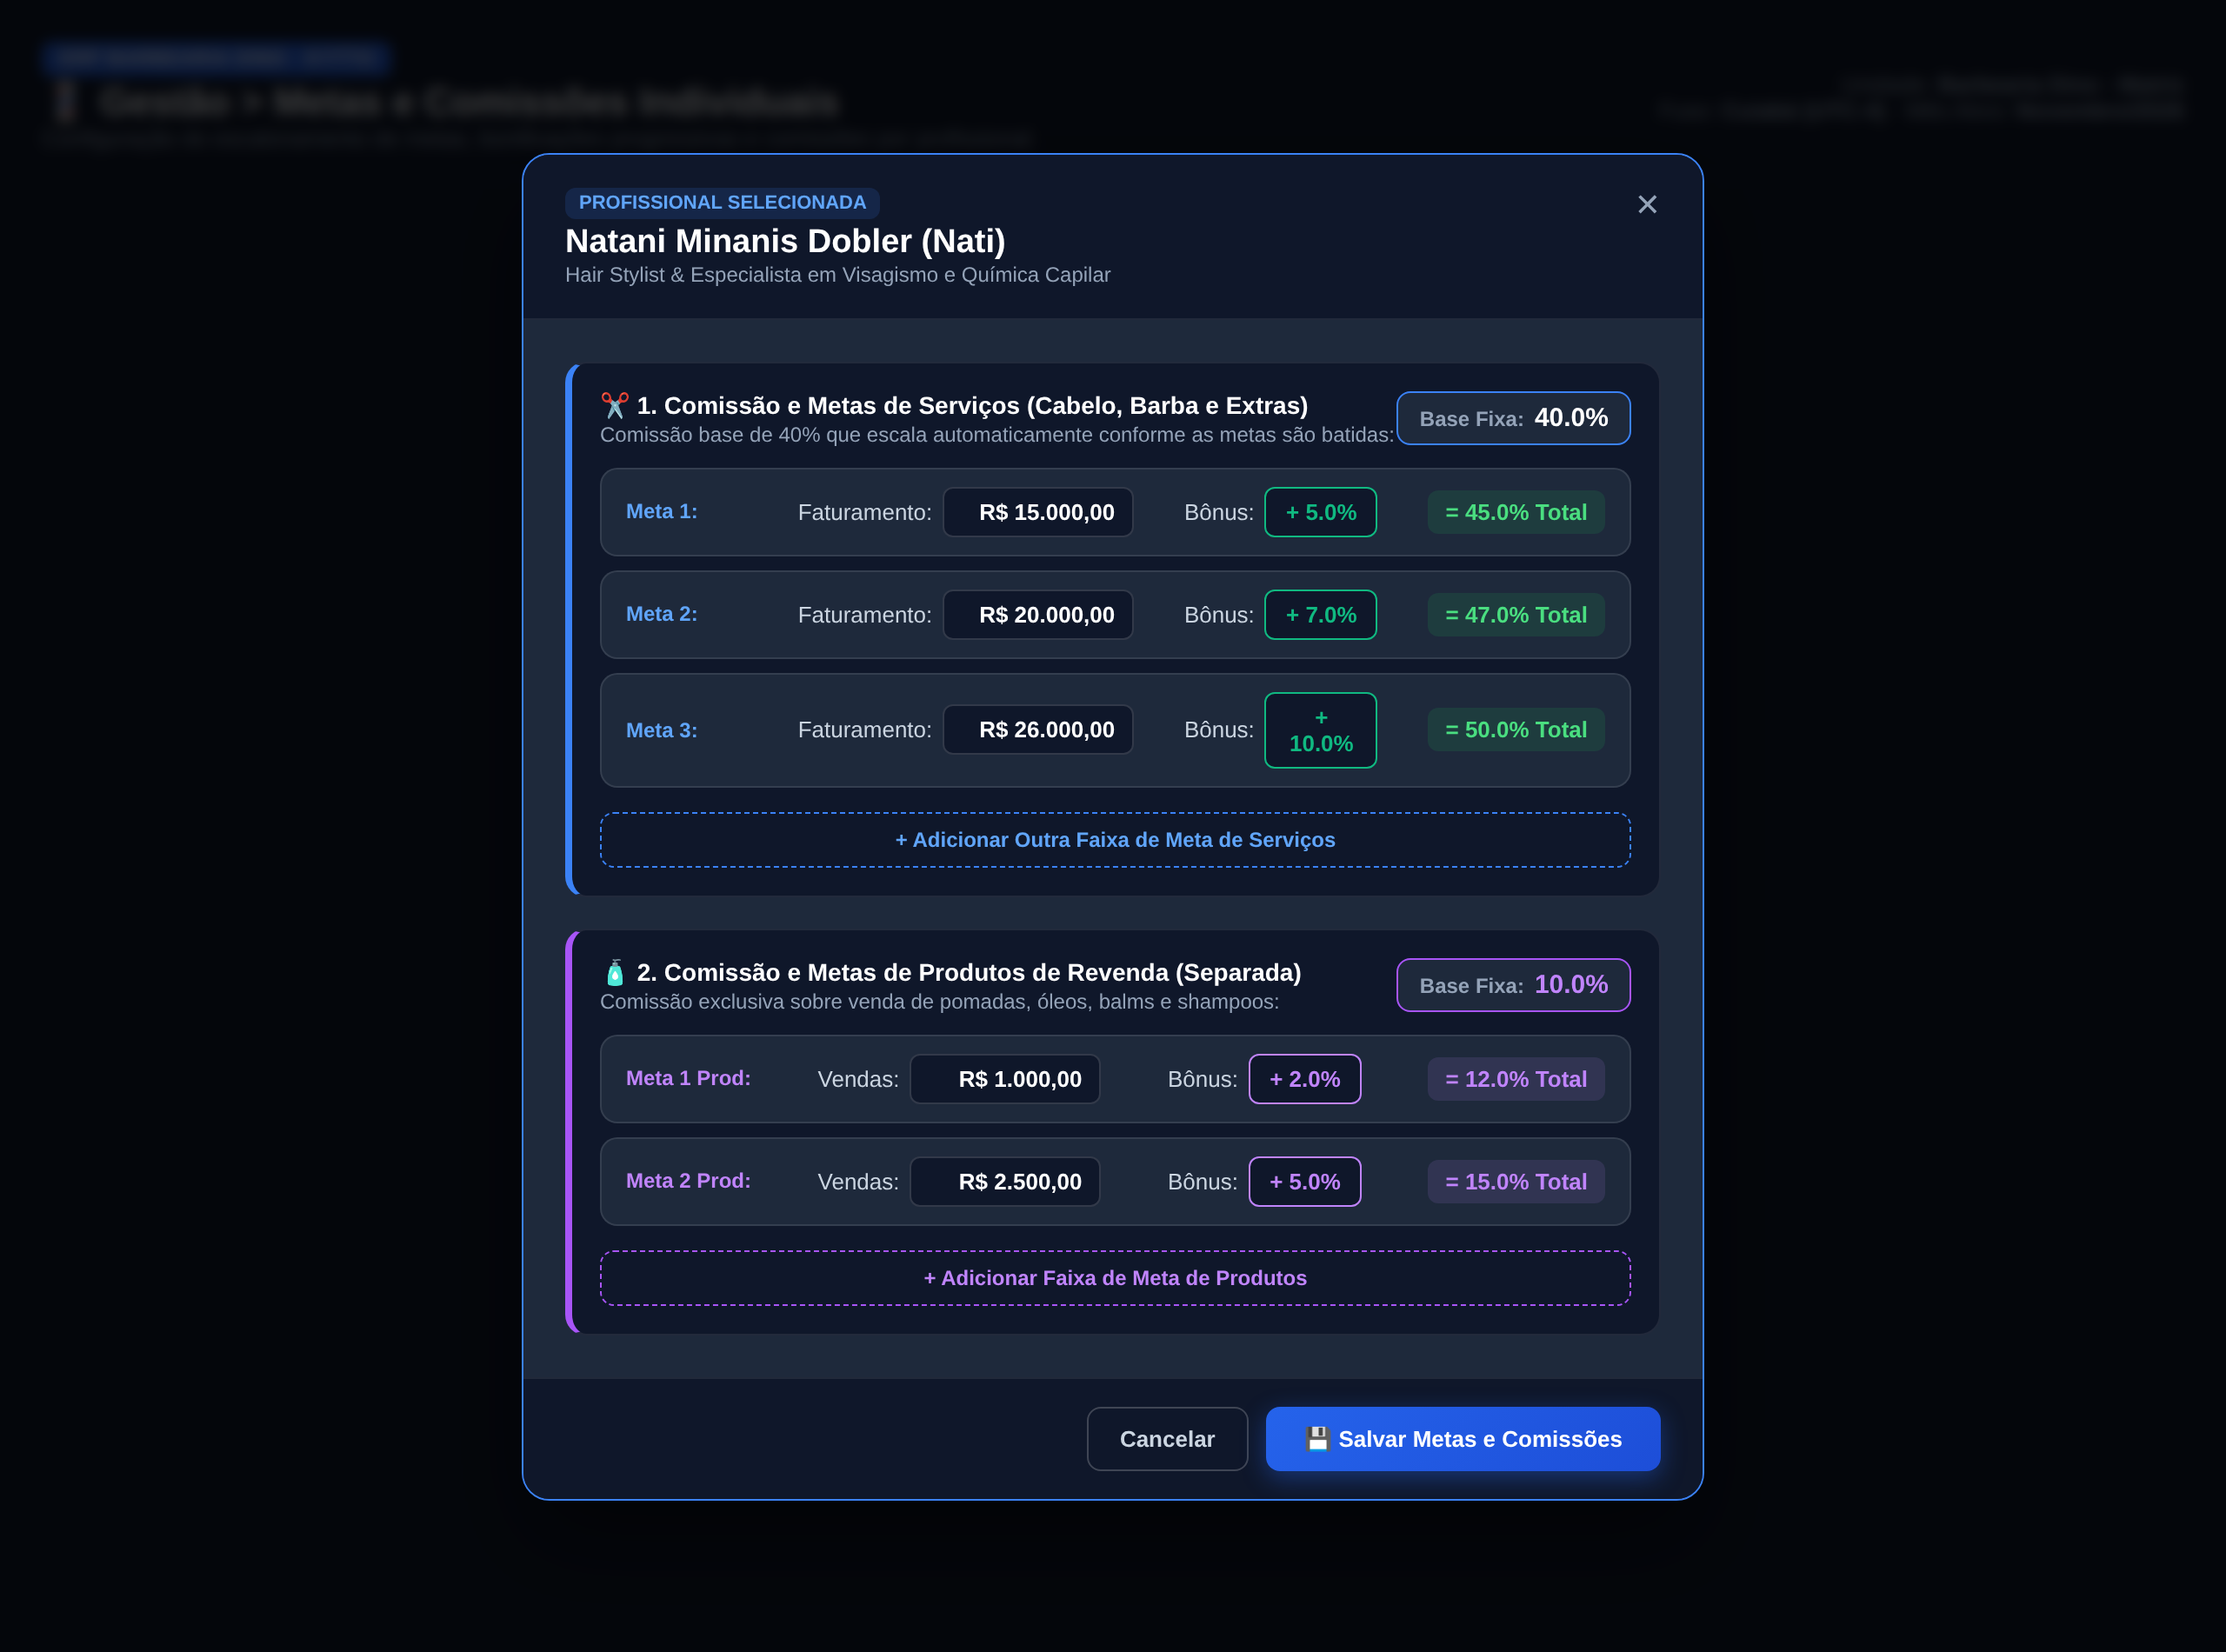 Gestão > Metas e Comissões Individuais
PROFISSIONAL SELECIONADA
✕
Natani Minanis Dobler (Nati)
Hair Stylist & Especialista em Visagismo e Química Capilar
✂️ 1. Comissão e Metas de Serviços (Cabelo, Barba e Extras)
Comissão base de 40% que escala automaticamente conforme as metas são batidas:
Base Fixa: 40.0%
Meta 1: Faturamento: R$ 15.000,00 Bônus: + 5.0% = 45.0% Total
Meta 2: Faturamento: R$ 20.000,00 Bônus: + 7.0% = 47.0% Total
Meta 3: Faturamento: R$ 26.000,00 Bônus: + 10.0% = 50.0% Total
+ Adicionar Outra Faixa de Meta de Serviços
🧴 2. Comissão e Metas de Produtos de Revenda (Separada)
Comissão exclusiva sobre venda de pomadas, óleos, balms e shampoos:
Base Fixa: 10.0%
Meta 1 Prod: Vendas: R$ 1.000,00 Bônus: + 2.0% = 12.0% Total
Meta 2 Prod: Vendas: R$ 2.500,00 Bônus: + 5.0% = 15.0% Total
+ Adicionar Faixa de Meta de Produtos
Cancelar
💾 Salvar Metas e Comissões